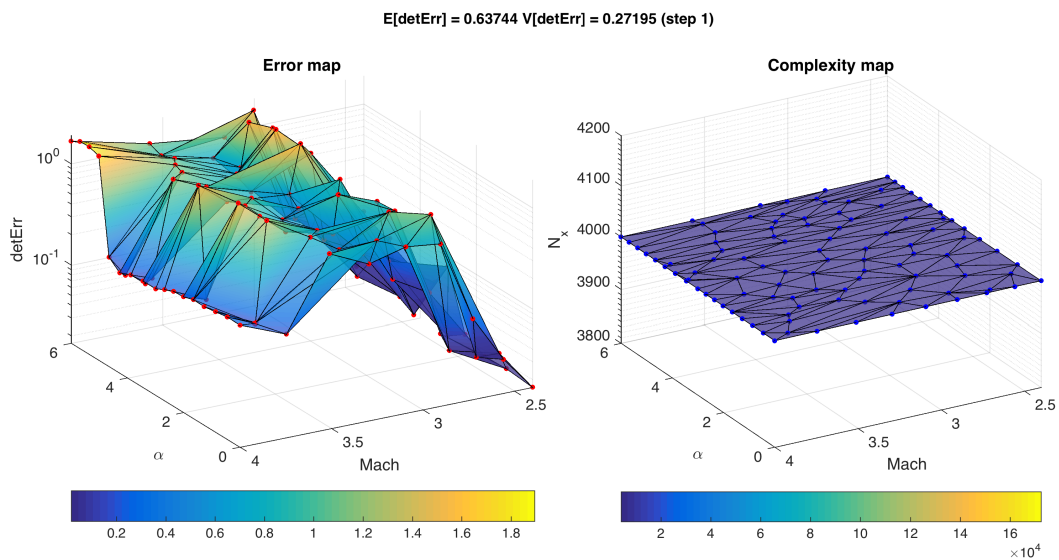 E[detErr] = 0.63744 V[detErr] = 0.27195 (step 1)
Error map
detErr
10^0
10^-1
6
4
2
0
α
4
3.5
3
2.5
Mach
0.2 0.4 0.6 0.8 1 1.2 1.4 1.6 1.8
Complexity map
N_x
4200
4100
4000
3900
3800
6
4
2
0
α
4
3.5
3
2.5
Mach
2 4 6 8 10 12 14 16
×10^4